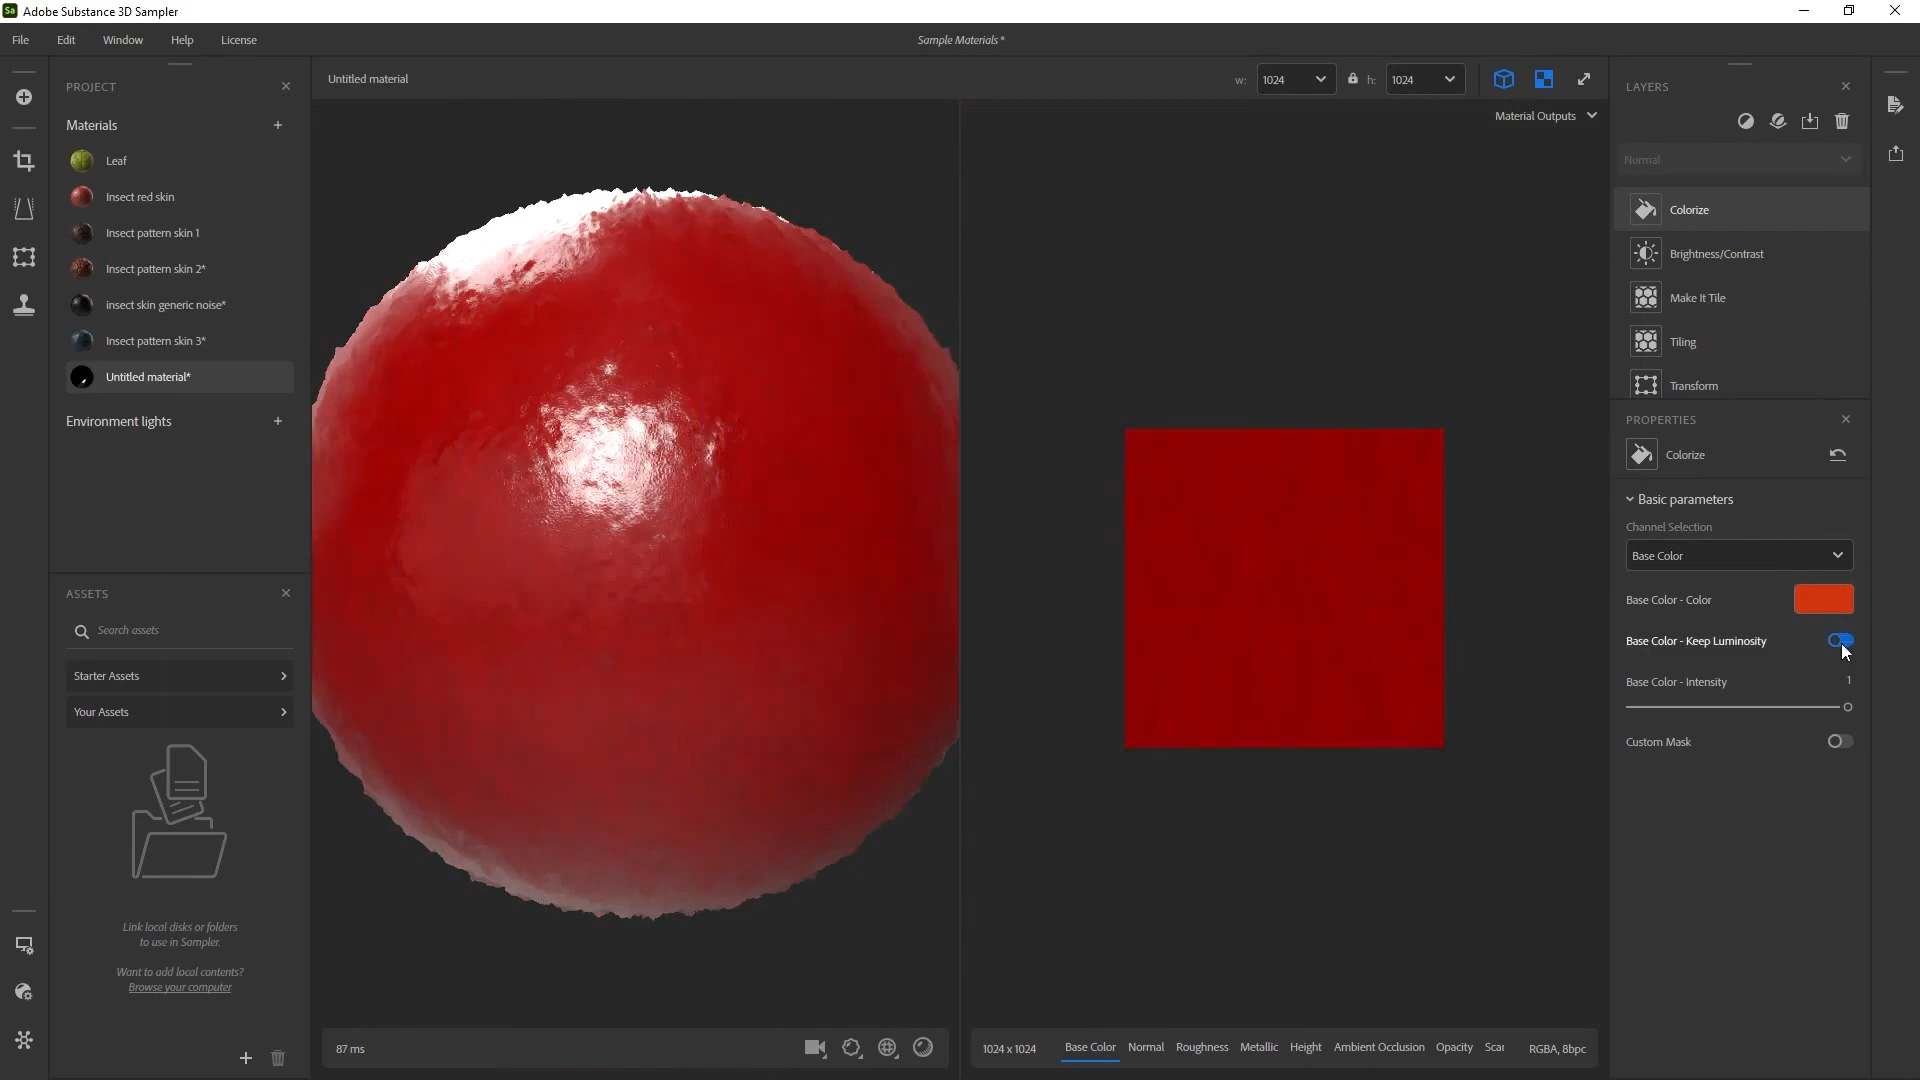 Sa Adobe Substance 3D Sampler
File Edit Window Help License
Sample Materials *
PROJECT
Materials
Leaf
Insect red skin
Insect pattern skin 1
Insect pattern skin 2*
insect skin generic noise*
Insect pattern skin 3*
Untitled material*
Environment lights
ASSETS
Search assets
Starter Assets
Your Assets
Link local disks or folders
to use in Sampler.
Want to add local contents?
Browse your computer
Untitled material
w: 1024 h: 1024
Material Outputs
87 ms
1024 x 1024 Base Color Normal Roughness Metallic Height Ambient Occlusion Opacity Scar RGBA, 8bpc
LAYERS
Normal
Colorize
Brightness/Contrast
Make It Tile
Tiling
Transform
PROPERTIES
Colorize
Basic parameters
Channel Selection
Base Color
Base Color - Color
Base Color - Keep Luminosity
Base Color - Intensity 1
Custom Mask